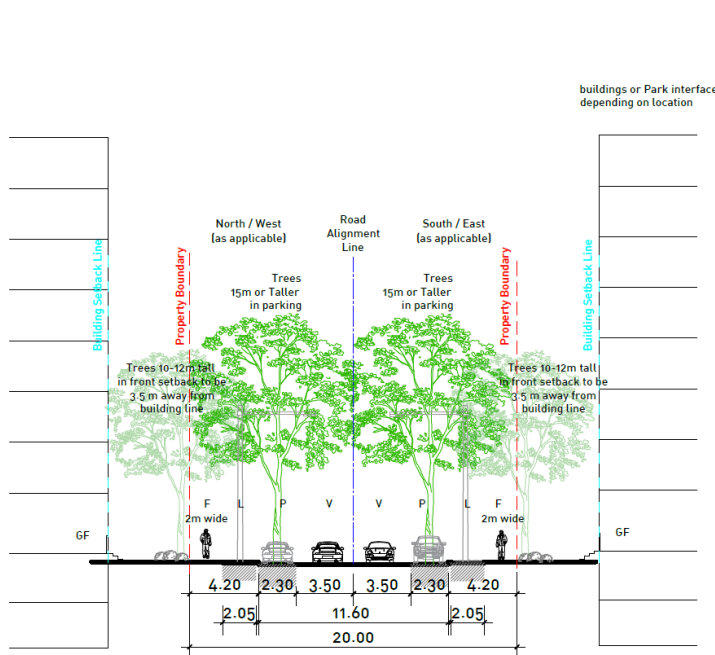 buildings or Park interface
depending on location
North / West
(as applicable)
Road
Alignment
Line
South / East
(as applicable)
Building Setback Line
Property Boundary
Property Boundary
Building Setback Line
Trees
15m or Taller
in parking
Trees
15m or Taller
in parking
Trees 10-12m tall
in front setback to be
3.5 m away from
building line
Trees 10-12m tall
in front setback to be
3.5 m away from
building line
F L P V V P L F
2m wide
2m wide
GF
GF
4.20 2.30 3.50 3.50 2.30 4.20
2.05 11.60 2.05
20.00